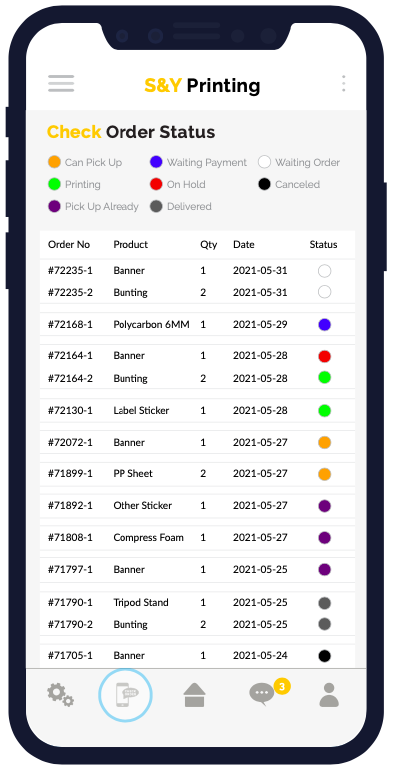 S&Y Printing
Check Order Status
Can Pick Up Waiting Payment Waiting Order
Printing On Hold Canceled
Pick Up Already Delivered
Order No Product Qty Date Status
#72235-1 Banner 1 2021-05-31
#72235-2 Bunting 2 2021-05-31
#72168-1 Polycarbon 6MM 1 2021-05-29
#72164-1 Banner 1 2021-05-28
#72164-2 Bunting 2 2021-05-28
#72130-1 Label Sticker 1 2021-05-28
#72072-1 Banner 1 2021-05-27
#71899-1 PP Sheet 2 2021-05-27
#71892-1 Other Sticker 1 2021-05-27
#71808-1 Compress Foam 1 2021-05-27
#71797-1 Banner 1 2021-05-25
#71790-1 Tripod Stand 1 2021-05-25
#71790-2 Bunting 2 2021-05-25
#71705-1 Banner 1 2021-05-24
3